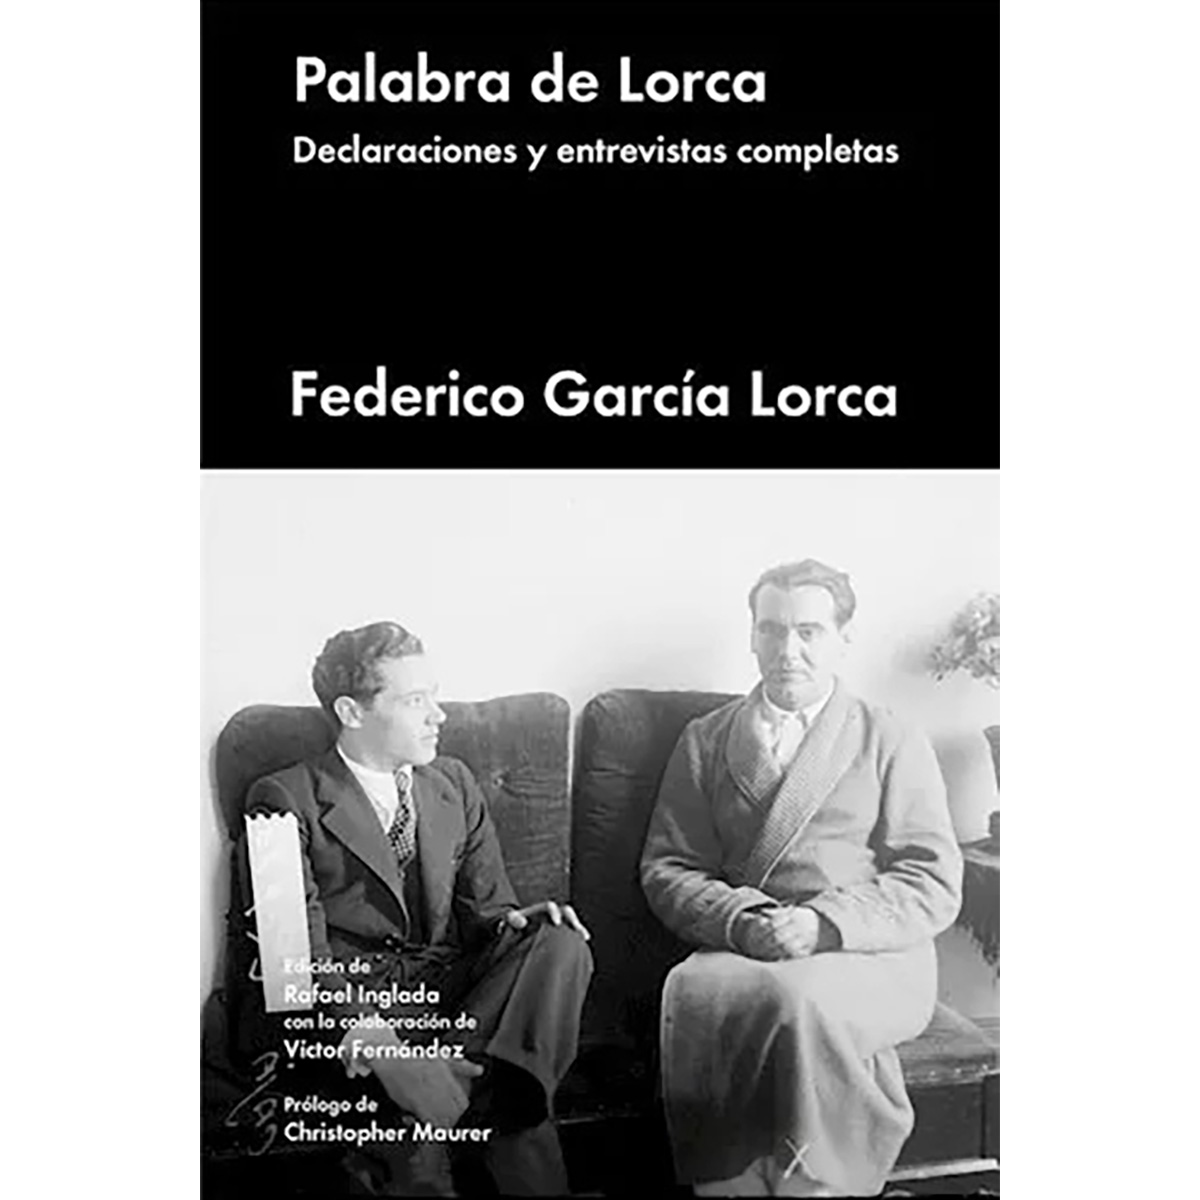 Palabra de Lorca
Declaraciones y entrevistas completas
Federico García Lorca
Edición de
Rafael Inglada
con la colaboración de
Víctor Fernández
Prólogo de
Christopher Maurer